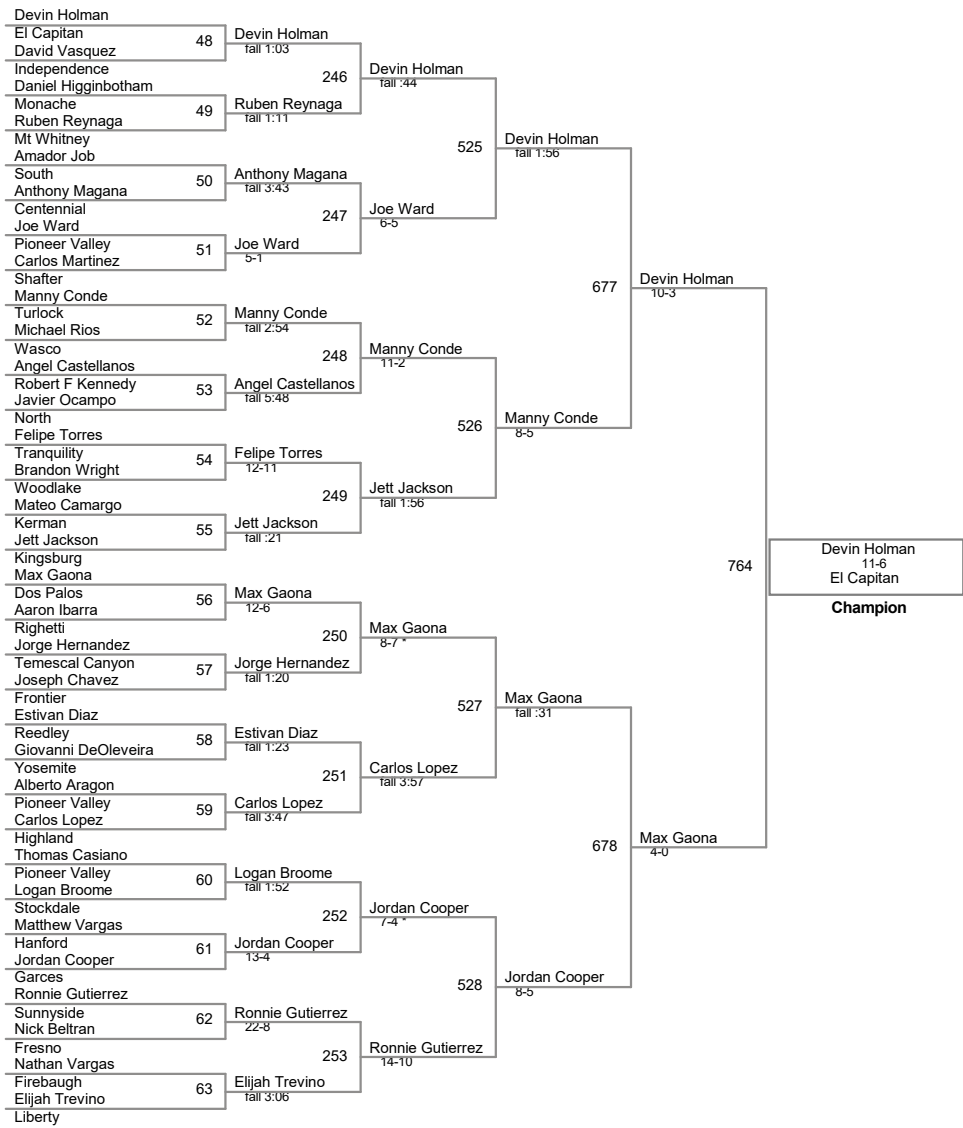 Devin Holman
El Capitan
David Vasquez
Independence
Daniel Higginbotham
Monache
Ruben Reynaga
Mt Whitney
Amador Job
South
Anthony Magana
Centennial
Joe Ward
Pioneer Valley
Carlos Martinez
Shafter
Manny Conde
Turlock
Michael Rios
Wasco
Angel Castellanos
Robert F Kennedy
Javier Ocampo
North
Felipe Torres
Tranquility
Brandon Wright
Woodlake
Mateo Camargo
Kerman
Jett Jackson
Kingsburg
Max Gaona
Dos Palos
Aaron Ibarra
Righetti
Jorge Hernandez
Temescal Canyon
Joseph Chavez
Frontier
Estivan Diaz
Reedley
Giovanni DeOleveira
Yosemite
Alberto Aragon
Pioneer Valley
Carlos Lopez
Highland
Thomas Casiano
Pioneer Valley
Logan Broome
Stockdale
Matthew Vargas
Hanford
Jordan Cooper
Garces
Ronnie Gutierrez
Sunnyside
Nick Beltran
Fresno
Nathan Vargas
Firebaugh
Elijah Trevino
Liberty
48
49
50
51
52
53
54
55
56
57
58
59
60
61
62
63
Devin Holman
fall 1:03
Ruben Reynaga
fall 1:11
Anthony Magana
fall 3:43
Joe Ward
5-1
Manny Conde
fall 2:54
Angel Castellanos
fall 5:48
Felipe Torres
12-11
Jett Jackson
fall :21
Max Gaona
12-6
Jorge Hernandez
fall 1:20
Estivan Diaz
fall 1:23
Carlos Lopez
fall 3:47
Logan Broome
fall 1:52
Jordan Cooper
13-4
Ronnie Gutierrez
22-8
Elijah Trevino
fall 3:06
246
247
248
249
250
251
252
253
Devin Holman
fall :44
Joe Ward
6-5
Manny Conde
11-2
Jett Jackson
fall 1:56
Max Gaona
8-7 *
Carlos Lopez
fall 3:57
Jordan Cooper
7-4 *
Ronnie Gutierrez
14-10
525
526
527
528
Devin Holman
fall 1:56
Manny Conde
8-5
Max Gaona
fall :31
Jordan Cooper
8-5
677
678
Devin Holman
10-3
Max Gaona
4-0
764
Devin Holman
11-6
El Capitan
Champion